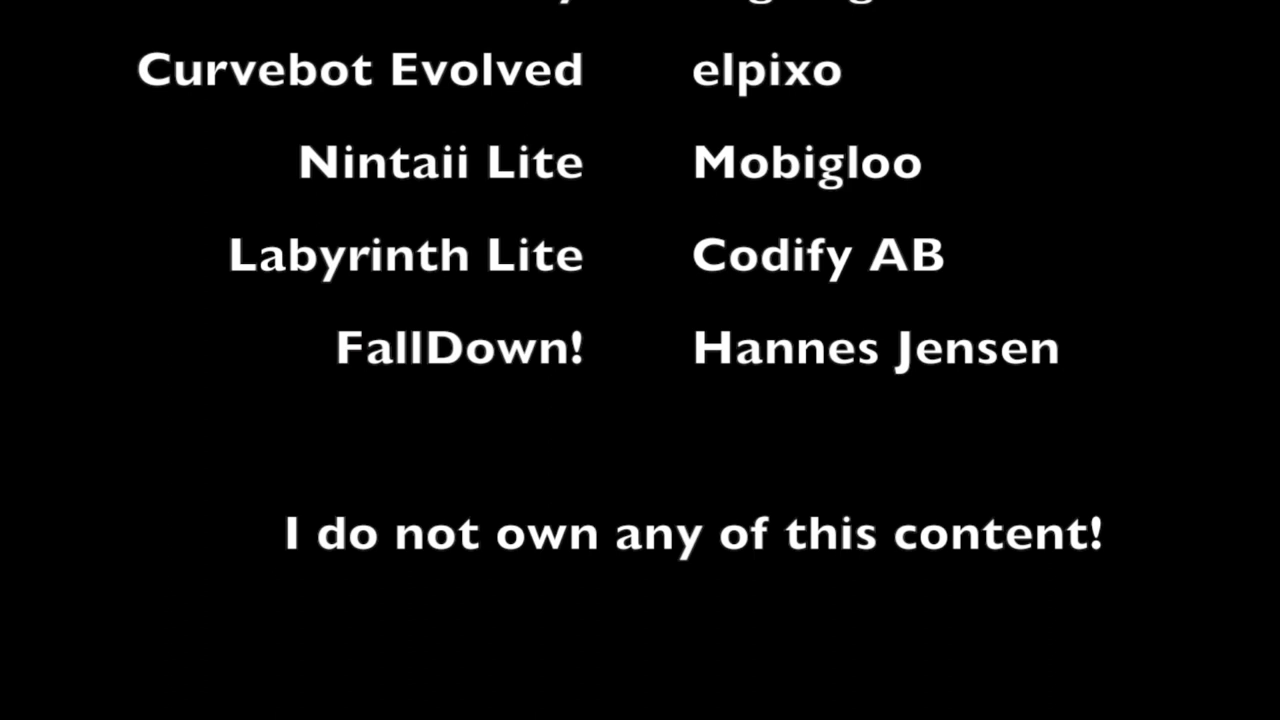 Curvebot Evolved elpixo
Nintaii Lite Mobigloo
Labyrinth Lite Codify AB
FallDown! Hannes Jensen
I do not own any of this content!